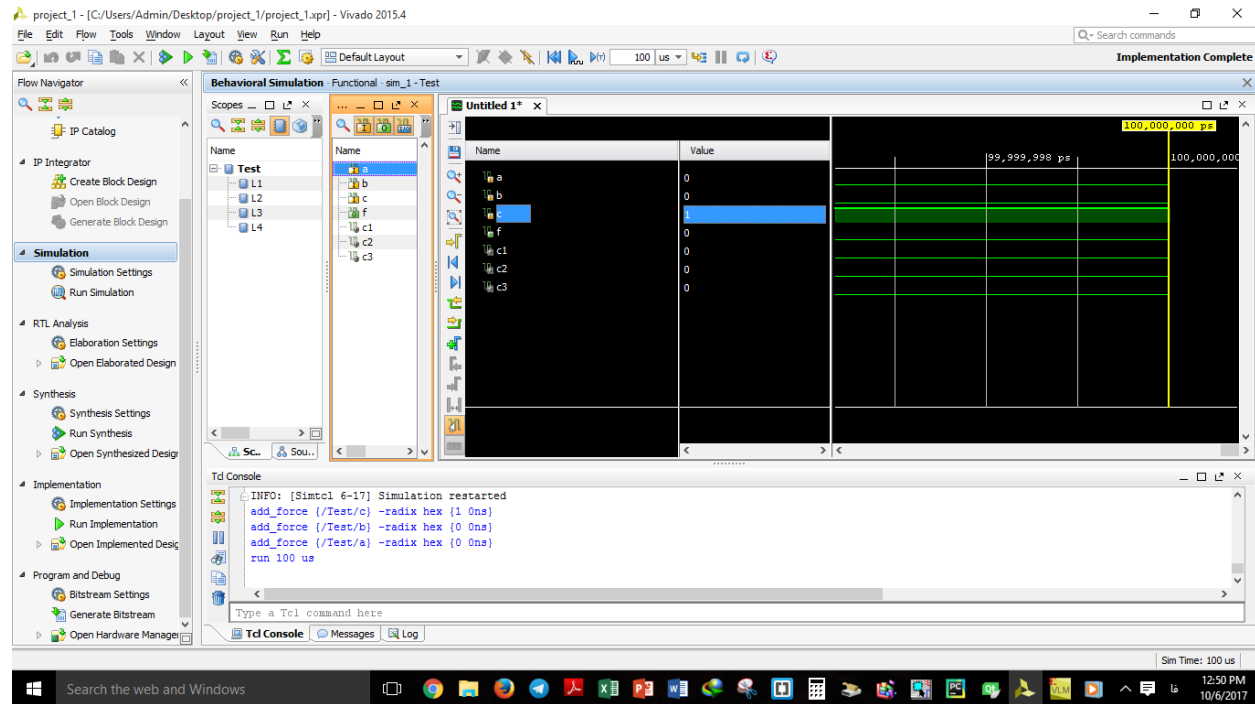 project_1 - [C:/Users/Admin/Desktop/project_1/project_1.xpr] - Vivado 2015.4
File Edit Flow Tools Window Layout View Run Help
Search commands
Default Layout
100 us
Implementation Complete
Flow Navigator
IP Catalog
IP Integrator
Create Block Design
Open Block Design
Generate Block Design
Simulation
Simulation Settings
Run Simulation
RTL Analysis
Elaboration Settings
Open Elaborated Design
Synthesis
Synthesis Settings
Run Synthesis
Open Synthesized Design
Implementation
Implementation Settings
Run Implementation
Open Implemented Desig
Program and Debug
Bitstream Settings
Generate Bitstream
Open Hardware Manager
Behavioral Simulation - Functional - sim_1 - Test
Scopes
Name
Test
L1
L2
L3
L4
Sc..
Sou..
...
Name
a
b
c
f
c1
c2
c3
Untitled 1*
Name Value
a 0
b 0
c 1
f 0
c1 0
c2 0
c3 0
100,000,000 ps
99,999,998 ps 100,000,000
Tcl Console
INFO: [Simtcl 6-17] Simulation restarted
add_force {/Test/c} -radix hex {1 0ns}
add_force {/Test/b} -radix hex {0 0ns}
add_force {/Test/a} -radix hex {0 0ns}
run 100 us
Type a Tcl command here
Tcl Console Messages Log
Sim Time: 100 us
Search the web and Windows
VLM
فا
12:50 PM
10/6/2017